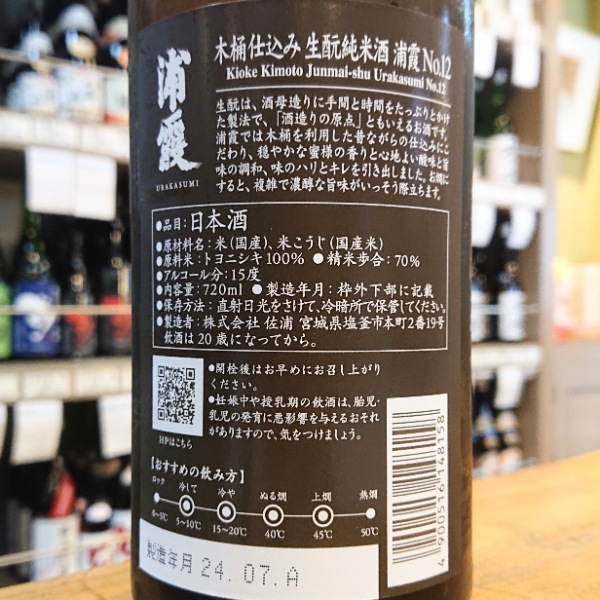 浦霞
URAKASUMI
木桶仕込み 生酛純米酒 浦霞 No.12
Kioke Kimoto Junmai-shu Urakasumi No.12
生酛は、酒母造りに手間と時間をたっぷりとかけ
た製法で、「酒造りの原点」ともいえるお酒です。
浦霞では木桶を利用した昔ながらの仕込みにこ
だわり、穏やかな蜜様の香りと心地よい酸味と旨
味の調和、味のハリとキレを引き出しました。お燗に
すると、複雑で濃醇な旨味がいっそう際立ちます。
●品目：日本酒
●原材料名：米（国産）、米こうじ（国産米）
●原料米：トヨニシキ100% ●精米歩合：70%
●アルコール分：15度
●内容量：720ml ●製造年月：枠外下部に記載
●保存方法：直射日光をさけて、冷暗所で保管してください。
●製造者：株式会社 佐浦 宮城県塩釜市本町2番19号
飲酒は20歳になってから。
●開栓後はお早めにお召し上がり
ください。
●妊娠中や授乳期の飲酒は、胎児・
乳児の発育に悪影響を与えるおそれ
がありますので、気をつけましょう。
HPはこちら
【おすすめの飲み方】
ロック 冷して 冷や ぬる燗 上燗 熱燗
0~5℃ 5~10℃ 15~20℃ 40℃ 45℃ 50℃
製造年月 24.07.A
4900516148158